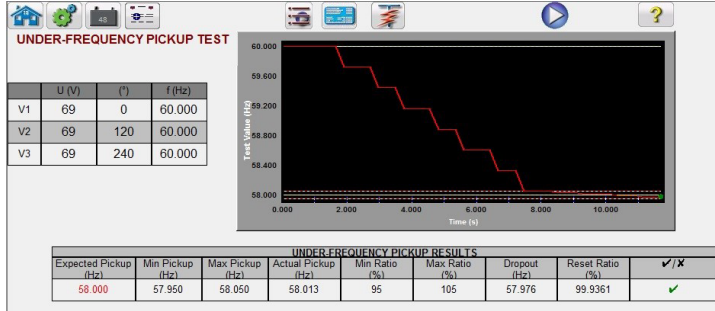 48
UNDER-FREQUENCY PICKUP TEST
?
U (V) (°) f (Hz)
V1 69 0 60.000
V2 69 120 60.000
V3 69 240 60.000
Test Value (Hz)
60.000
59.600
59.200
58.800
58.400
58.000
0.000 2.000 4.000 6.000 8.000 10.000
Time (s)
UNDER-FREQUENCY PICKUP RESULTS
Expected Pickup (Hz) Min Pickup (Hz) Max Pickup (Hz) Actual Pickup (Hz) Min Ratio (%) Max Ratio (%) Dropout (Hz) Reset Ratio (%) ✔/✘
58.000 57.950 58.050 58.013 95 105 57.976 99.9361 ✔